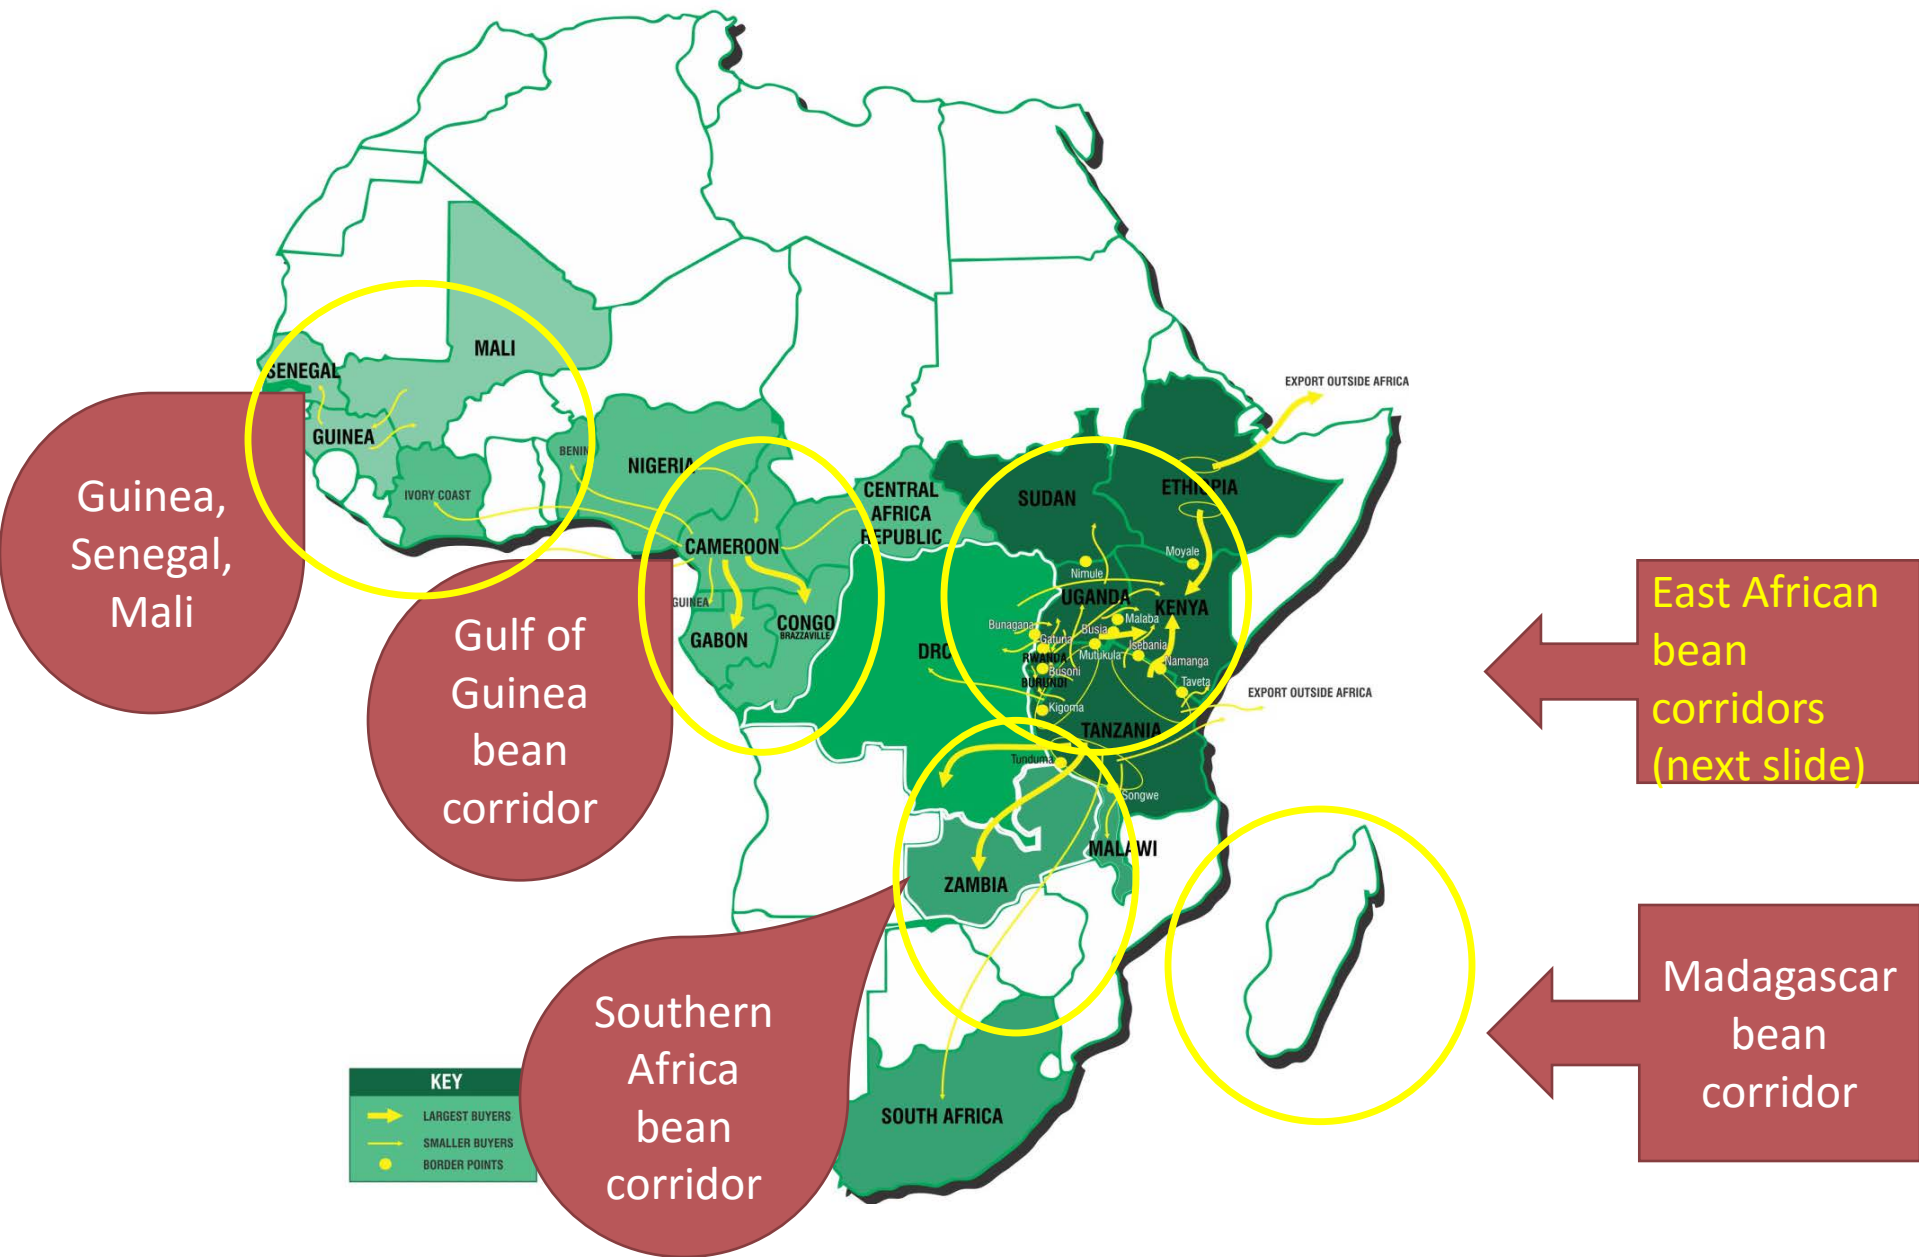 EXPORT OUTSIDE AFRICA
MALI
SENEGAL
GUINEA
IVORY COAST
BENIN
NIGERIA
CENTRAL
AFRICA
REPUBLIC
CAMEROON
GUINEA
GABON
CONGO
BRAZZAVILLE
DRC
SUDAN
ETHIOPIA
Moyale
Nimule
UGANDA
KENYA
Malaba
Busia
Bunagana
Gatuna
Isebania
Mutukula
RWANDA
Namanga
Busoni
BURUNDI
Taveta
EXPORT OUTSIDE AFRICA
Kigoma
TANZANIA
Tunduma
Songwe
MALAWI
ZAMBIA
SOUTH AFRICA
Guinea,
Senegal,
Mali
Gulf of
Guinea
bean
corridor
Southern
Africa
bean
corridor
East African
bean
corridors
(next slide)
Madagascar
bean
corridor
KEY
LARGEST BUYERS
SMALLER BUYERS
BORDER POINTS